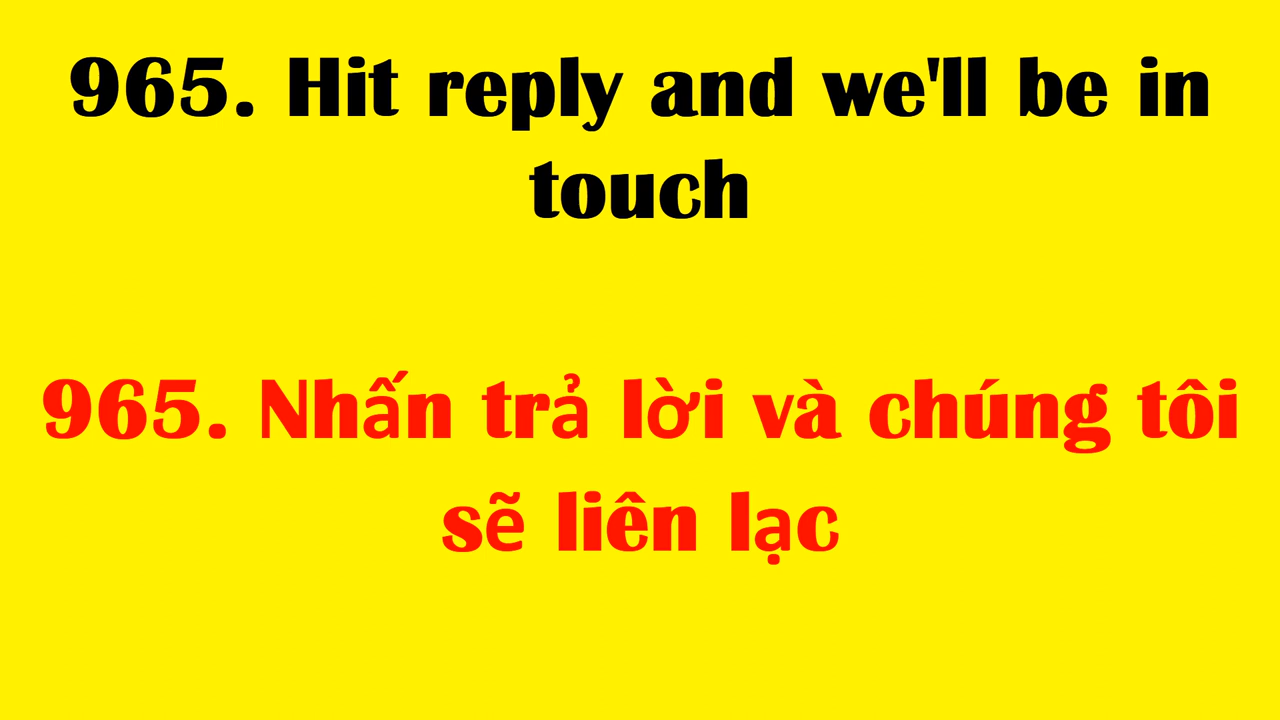 965. Hit reply and we'll be in
touch
965. Nhấn trả lời và chúng tôi
sẽ liên lạc